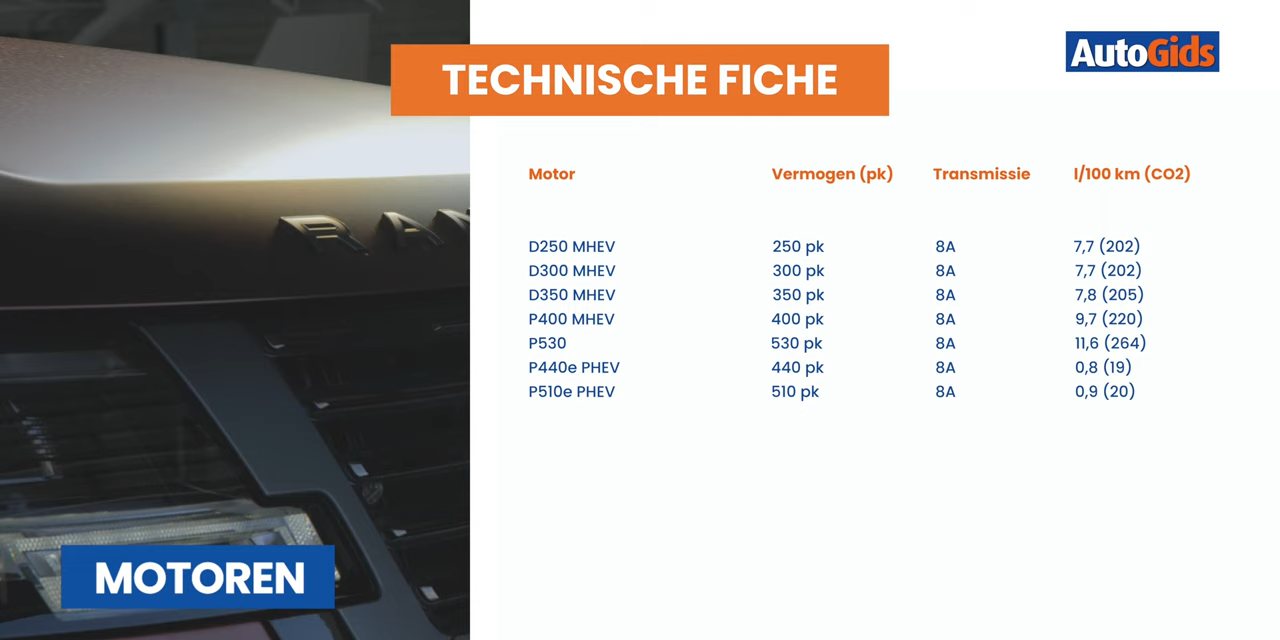 TECHNISCHE FICHE
AutoGids
Motor Vermogen (pk) Transmissie l/100 km (CO2)
D250 MHEV 250 pk 8A 7,7 (202)
D300 MHEV 300 pk 8A 7,7 (202)
D350 MHEV 350 pk 8A 7,8 (205)
P400 MHEV 400 pk 8A 9,7 (220)
P530 530 pk 8A 11,6 (264)
P440e PHEV 440 pk 8A 0,8 (19)
P510e PHEV 510 pk 8A 0,9 (20)
RAN
MOTOREN